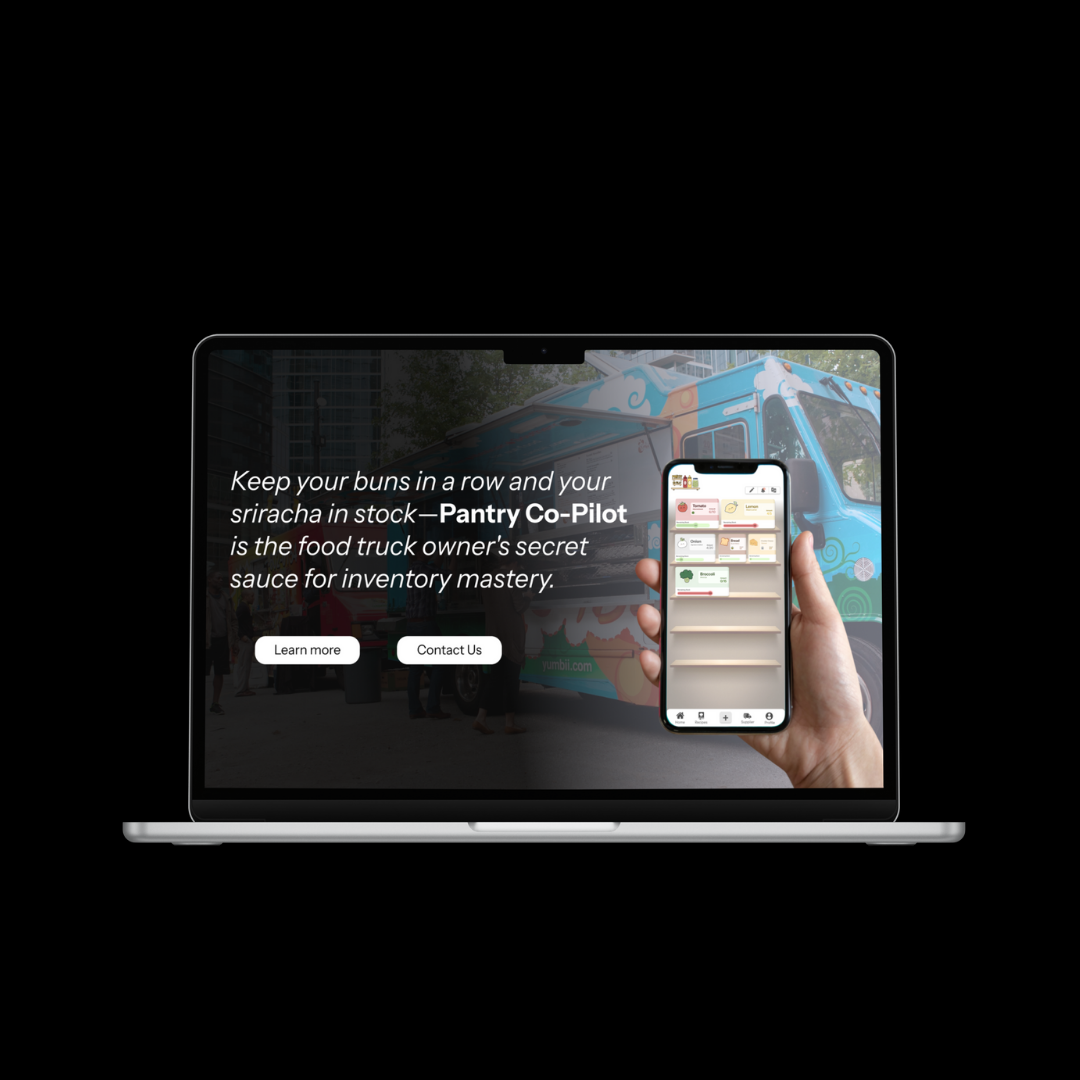 Keep your buns in a row and your
sriracha in stock—Pantry Co-Pilot
is the food truck owner's secret
sauce for inventory mastery.
Learn more
Contact Us
yumbii.com
Tomato
Lemon
Onion
Bread
Broccoli
Home
Recipes
+
Supplier
Profile